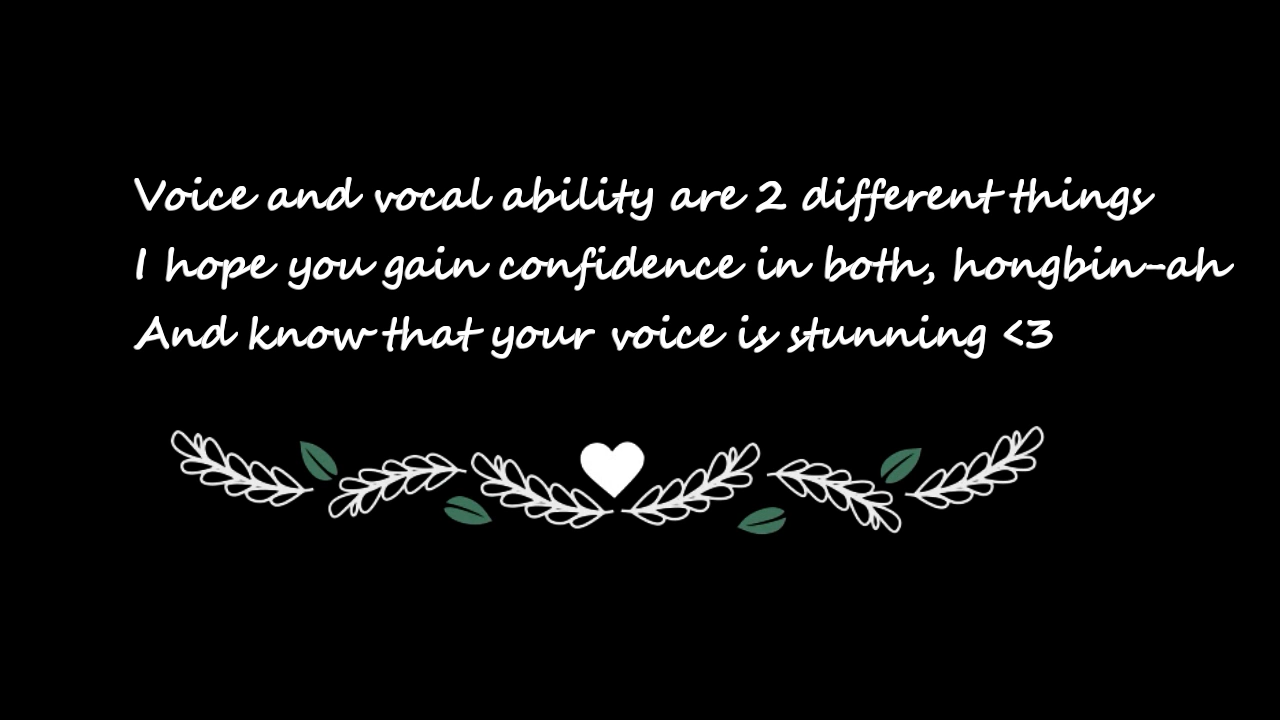 Voice and vocal ability are 2 different things
I hope you gain confidence in both, hongbin-ah
And know that your voice is stunning <3